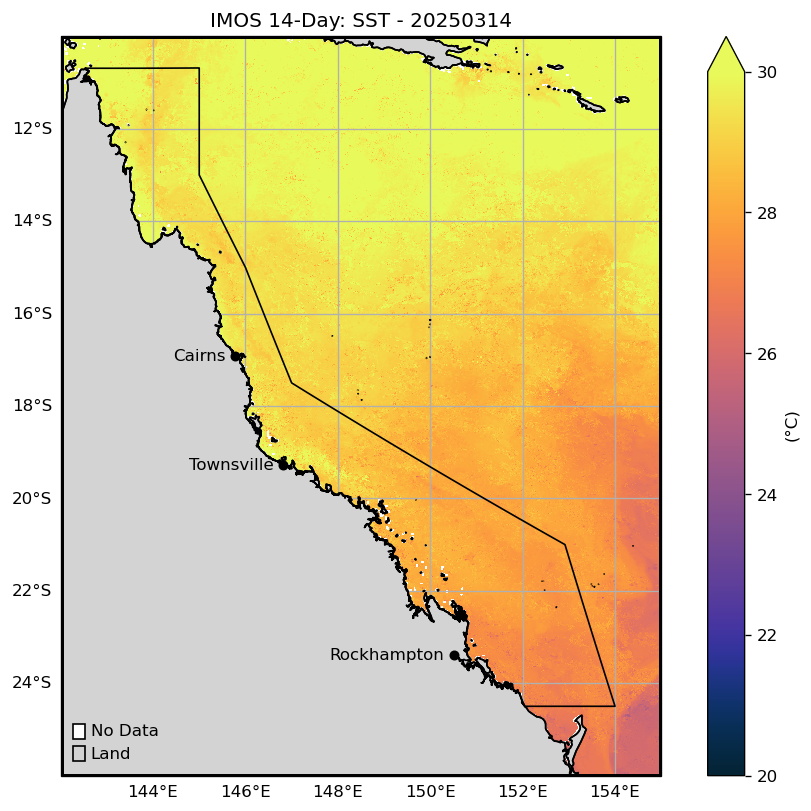 IMOS 14-Day: SST - 20250314
12°S
14°S
16°S
18°S
20°S
22°S
24°S
Cairns
Townsville
Rockhampton
No Data
Land
144°E 146°E 148°E 150°E 152°E 154°E
30
28
26
24
22
20
(°C)